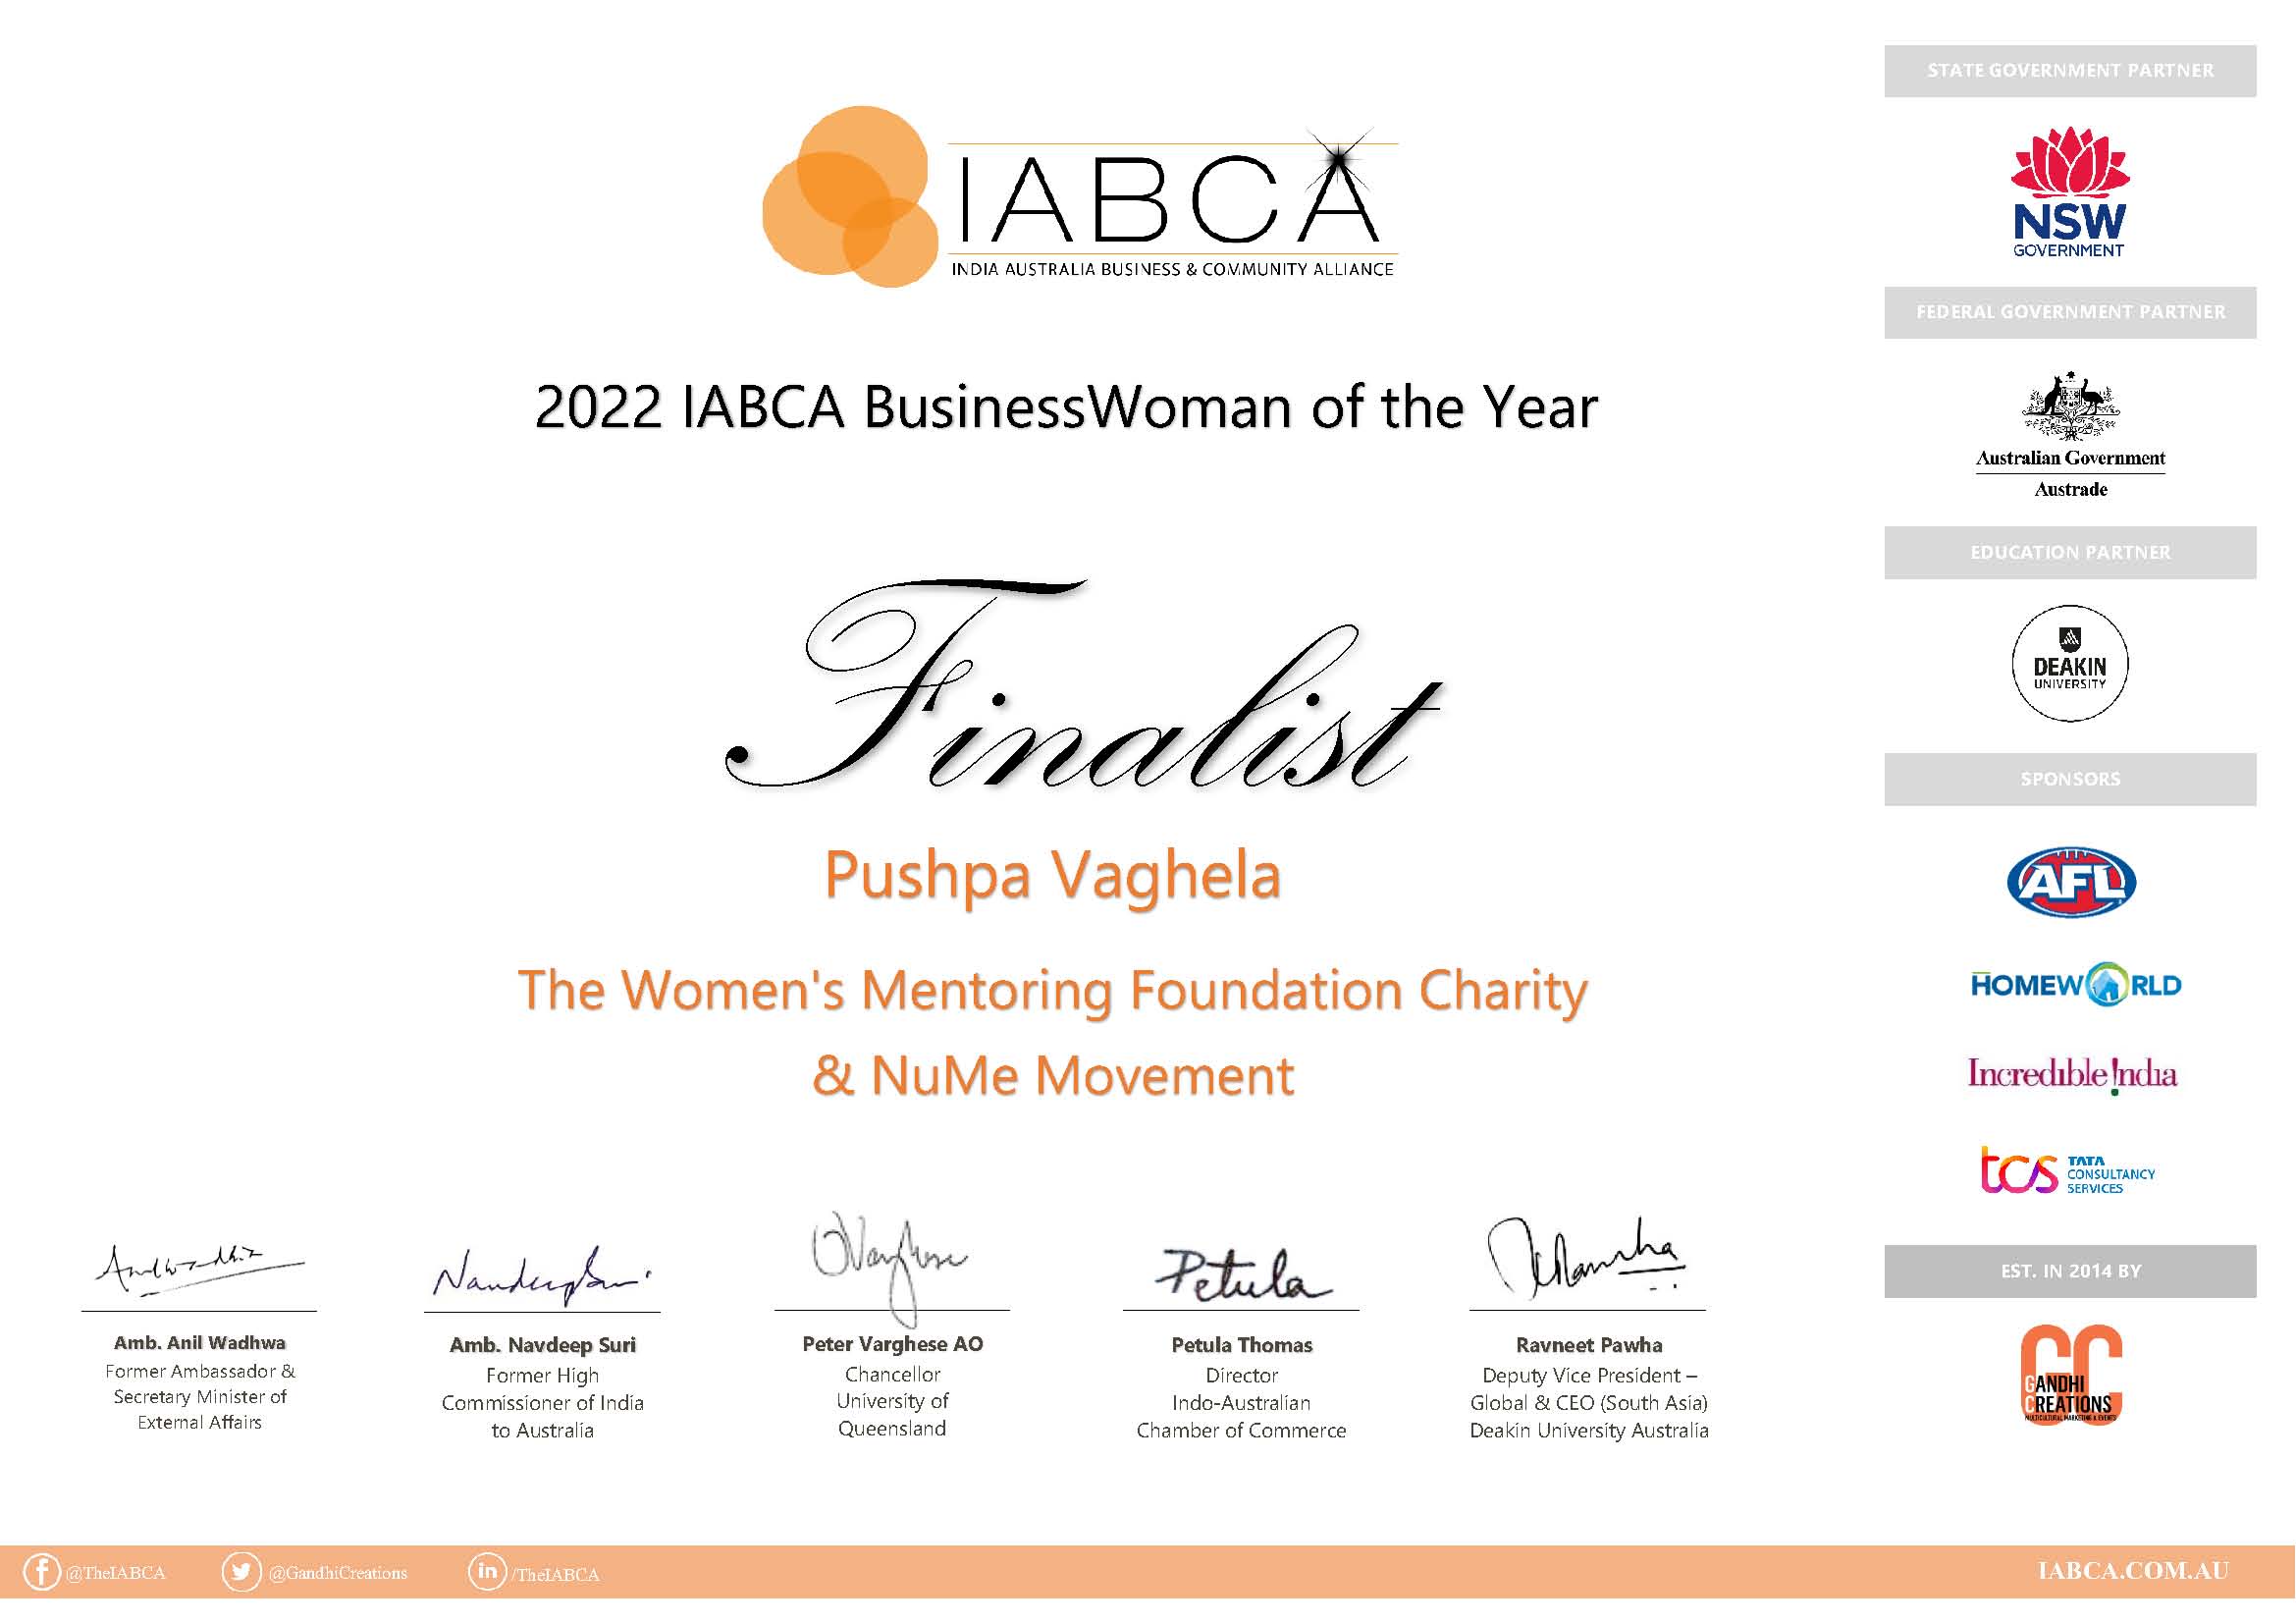 IABCA
INDIA AUSTRALIA BUSINESS & COMMUNITY ALLIANCE
2022 IABCA BusinessWoman of the Year
Finalist
Pushpa Vaghela
The Women's Mentoring Foundation Charity
& NuMe Movement
Amb. Anil Wadhwa
Former Ambassador &
Secretary Minister of
External Affairs
Amb. Navdeep Suri
Former High
Commissioner of India
to Australia
Peter Varghese AO
Chancellor
University of
Queensland
Petula
Petula Thomas
Director
Indo-Australian
Chamber of Commerce
Ravneet Pawha
Deputy Vice President –
Global & CEO (South Asia)
Deakin University Australia
STATE GOVERNMENT PARTNER
NSW
GOVERNMENT
FEDERAL GOVERNMENT PARTNER
Australian Government
Austrade
EDUCATION PARTNER
DEAKIN
UNIVERSITY
SPONSORS
AFL
HOMEWORLD
Incredible !ndia
tcs TATA
CONSULTANCY
SERVICES
EST. IN 2014 BY
GC
GANDHI
CREATIONS
MULTICULTURAL MARKETING & EVENTS
@TheIABCA
@GandhiCreations
in /TheIABCA
IABCA.COM.AU